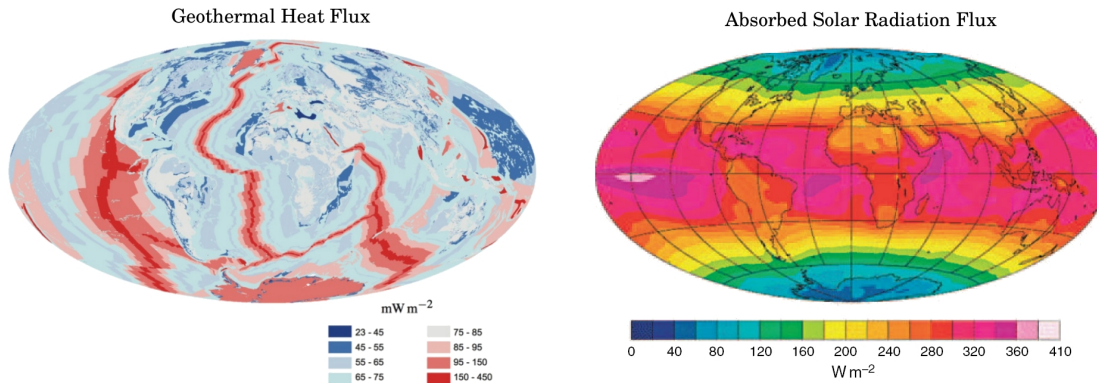 Geothermal Heat Flux
mW m−2
23 - 45
45 - 55
55 - 65
65 - 75
75 - 85
85 - 95
95 - 150
150 - 450
Absorbed Solar Radiation Flux
0 40 80 120 160 200 240 280 320 360 410
W m−2